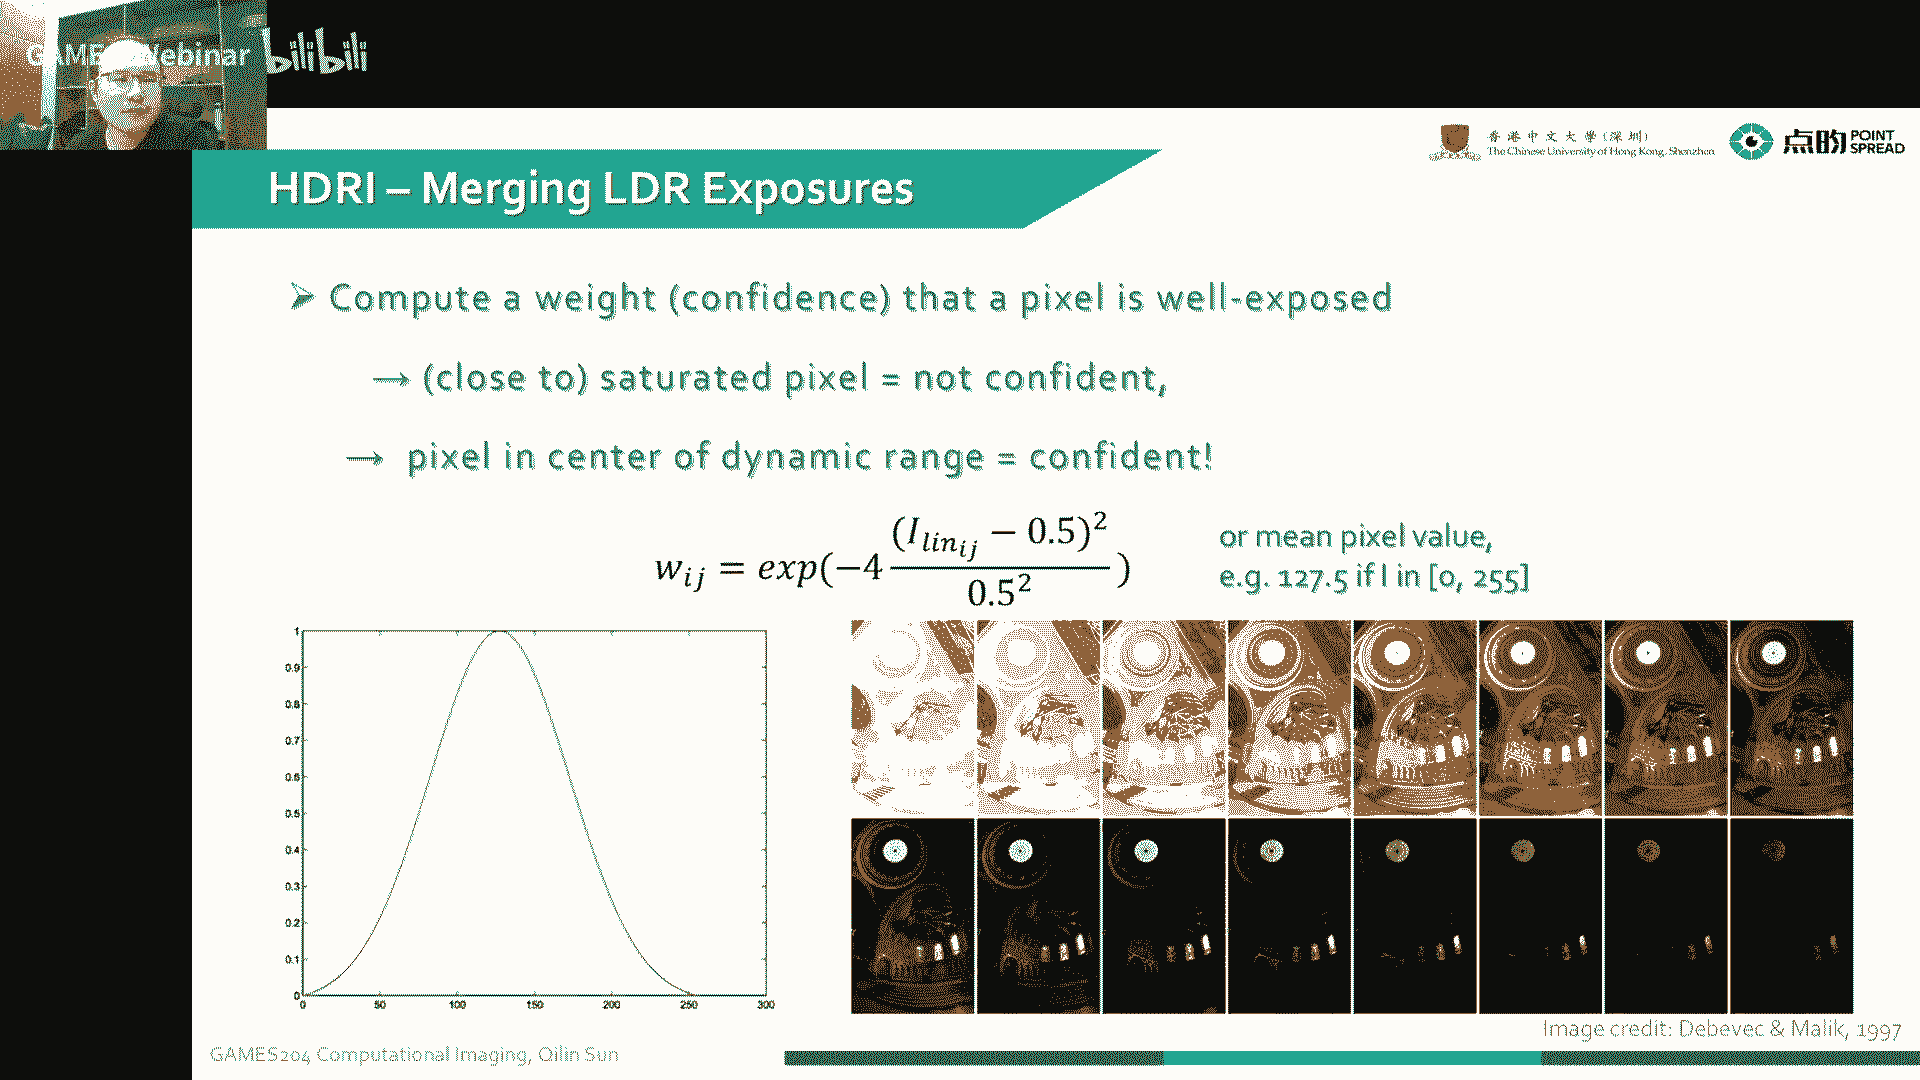 GAMES Webinar bilibili
香港中文大學(深圳)
The Chinese University of Hong Kong, Shenzhen
点昀 POINT SPREAD
HDRI – Merging LDR Exposures
➢ Compute a weight (confidence) that a pixel is well-exposed
→ (close to) saturated pixel = not confident,
→ pixel in center of dynamic range = confident!
w_{ij} = exp(−4 \frac{(I_{lin_{ij}} − 0.5)^2}{0.5^2})
or mean pixel value,
e.g. 127.5 if I in [0, 255]
1
0.9
0.8
0.7
0.6
0.5
0.4
0.3
0.2
0.1
0
0 50 100 150 200 250 300
Image credit: Debevec & Malik, 1997
GAMES204 Computational Imaging, Qilin Sun